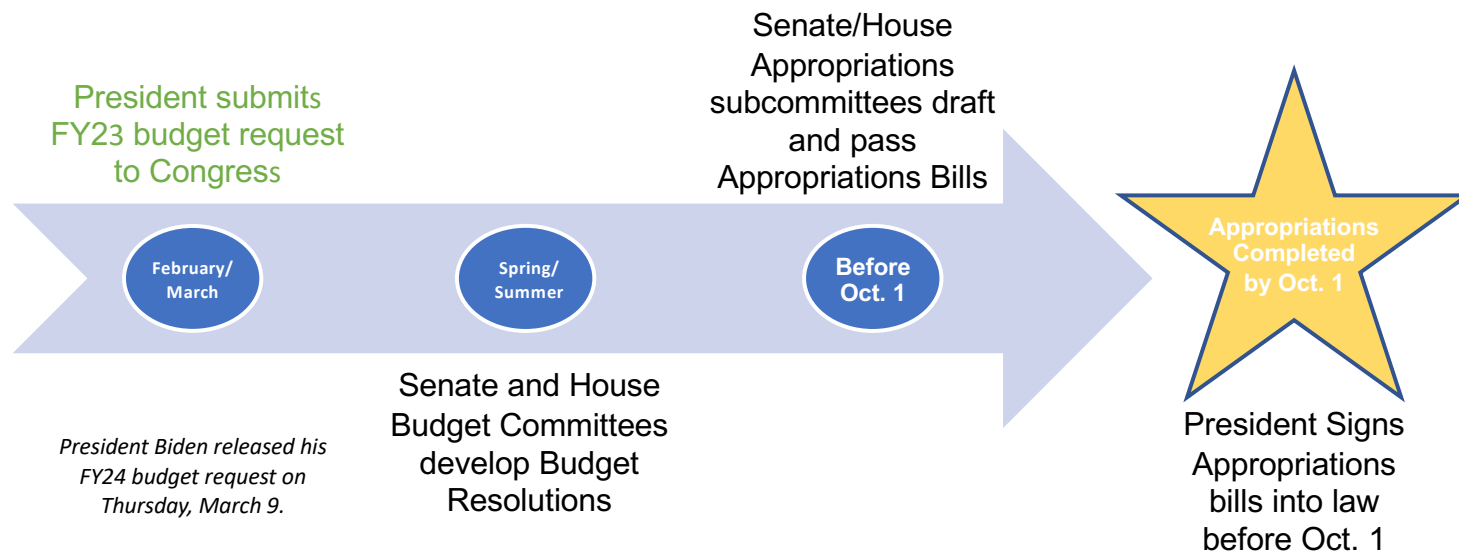 President submits
FY23 budget request
to Congress
February/
March
President Biden released his
FY24 budget request on
Thursday, March 9.
Spring/
Summer
Senate and House
Budget Committees
develop Budget
Resolutions
Senate/House
Appropriations
subcommittees draft
and pass
Appropriations Bills
Before
Oct. 1
Appropriations
Completed
by Oct. 1
President Signs
Appropriations
bills into law
before Oct. 1